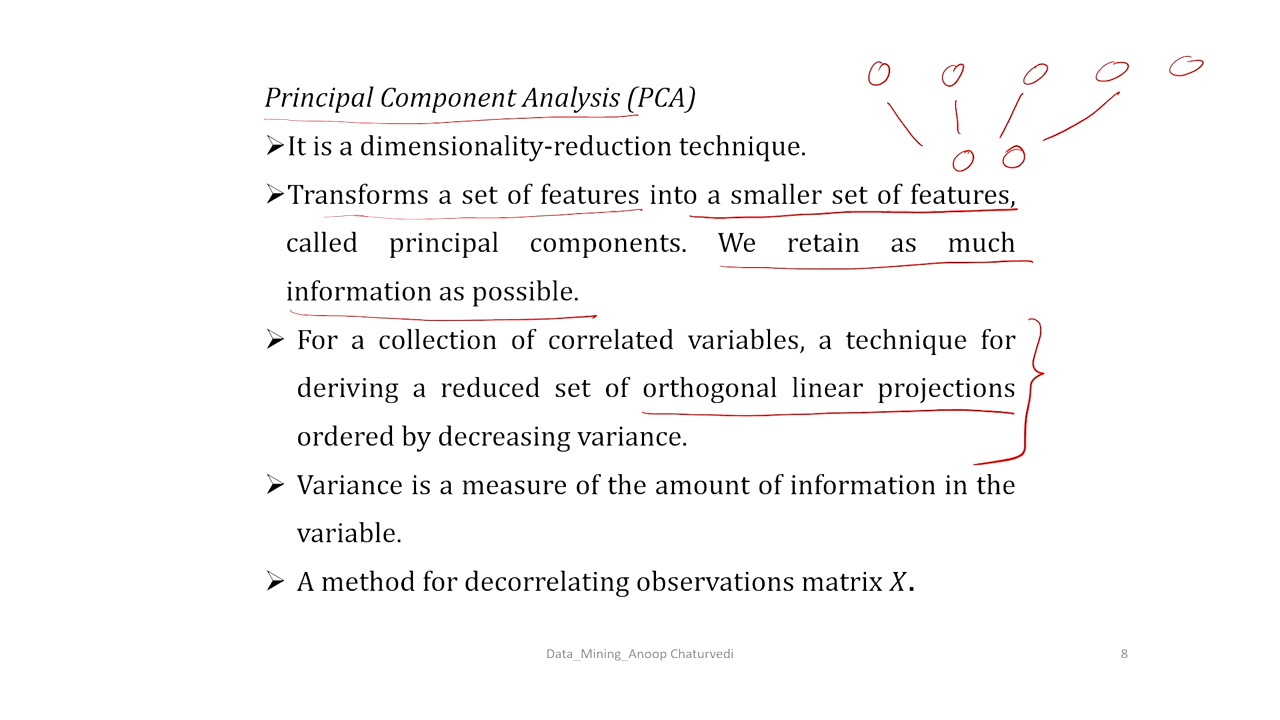 Principal Component Analysis (PCA)
➢It is a dimensionality-reduction technique.
➢Transforms a set of features into a smaller set of features,
called principal components. We retain as much
information as possible.
➢ For a collection of correlated variables, a technique for
deriving a reduced set of orthogonal linear projections
ordered by decreasing variance.
➢ Variance is a measure of the amount of information in the
variable.
➢ A method for decorrelating observations matrix X.
Data_Mining_Anoop Chaturvedi
8